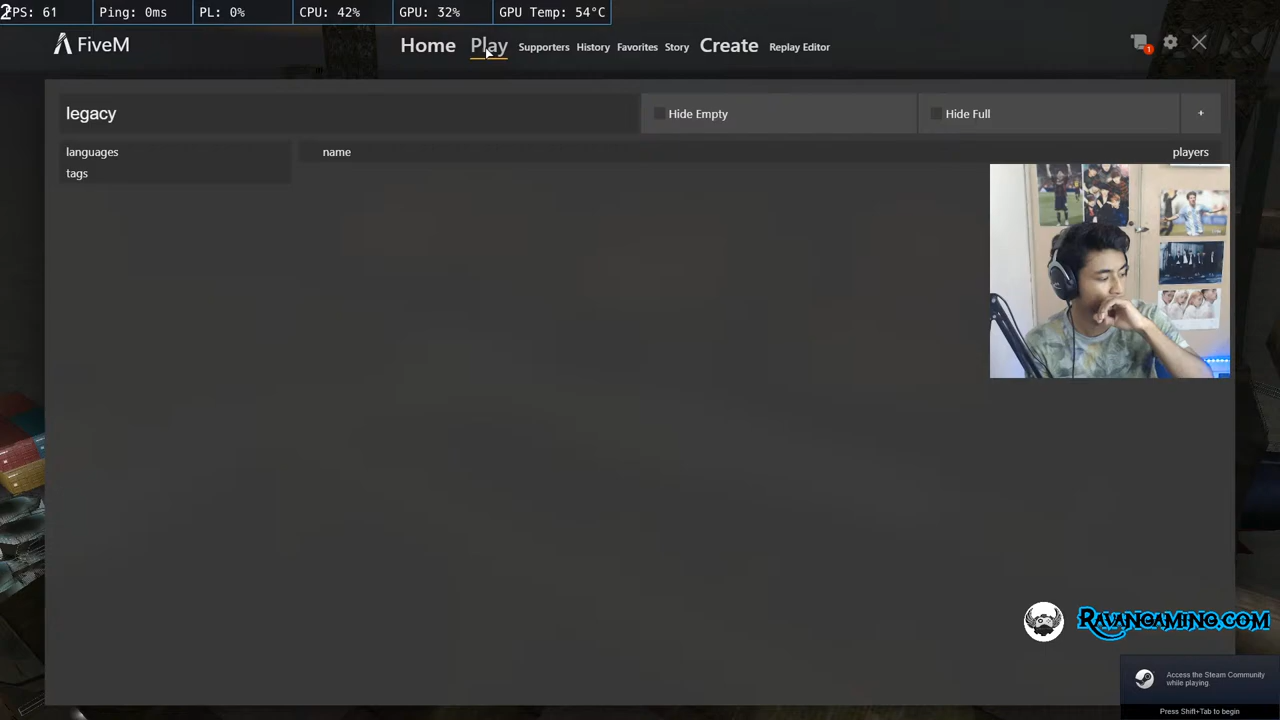 FPS: 61
Ping: 0ms
PL: 0%
CPU: 42%
GPU: 32%
GPU Temp: 54°C
FiveM
Home
Play
Supporters
History
Favorites
Story
Create
Replay Editor
1
legacy
Hide Empty
Hide Full
+
languages
name
players
tags
RAVANGAMING.COM
Access the Steam Community
while playing.
Press Shift+Tab to begin